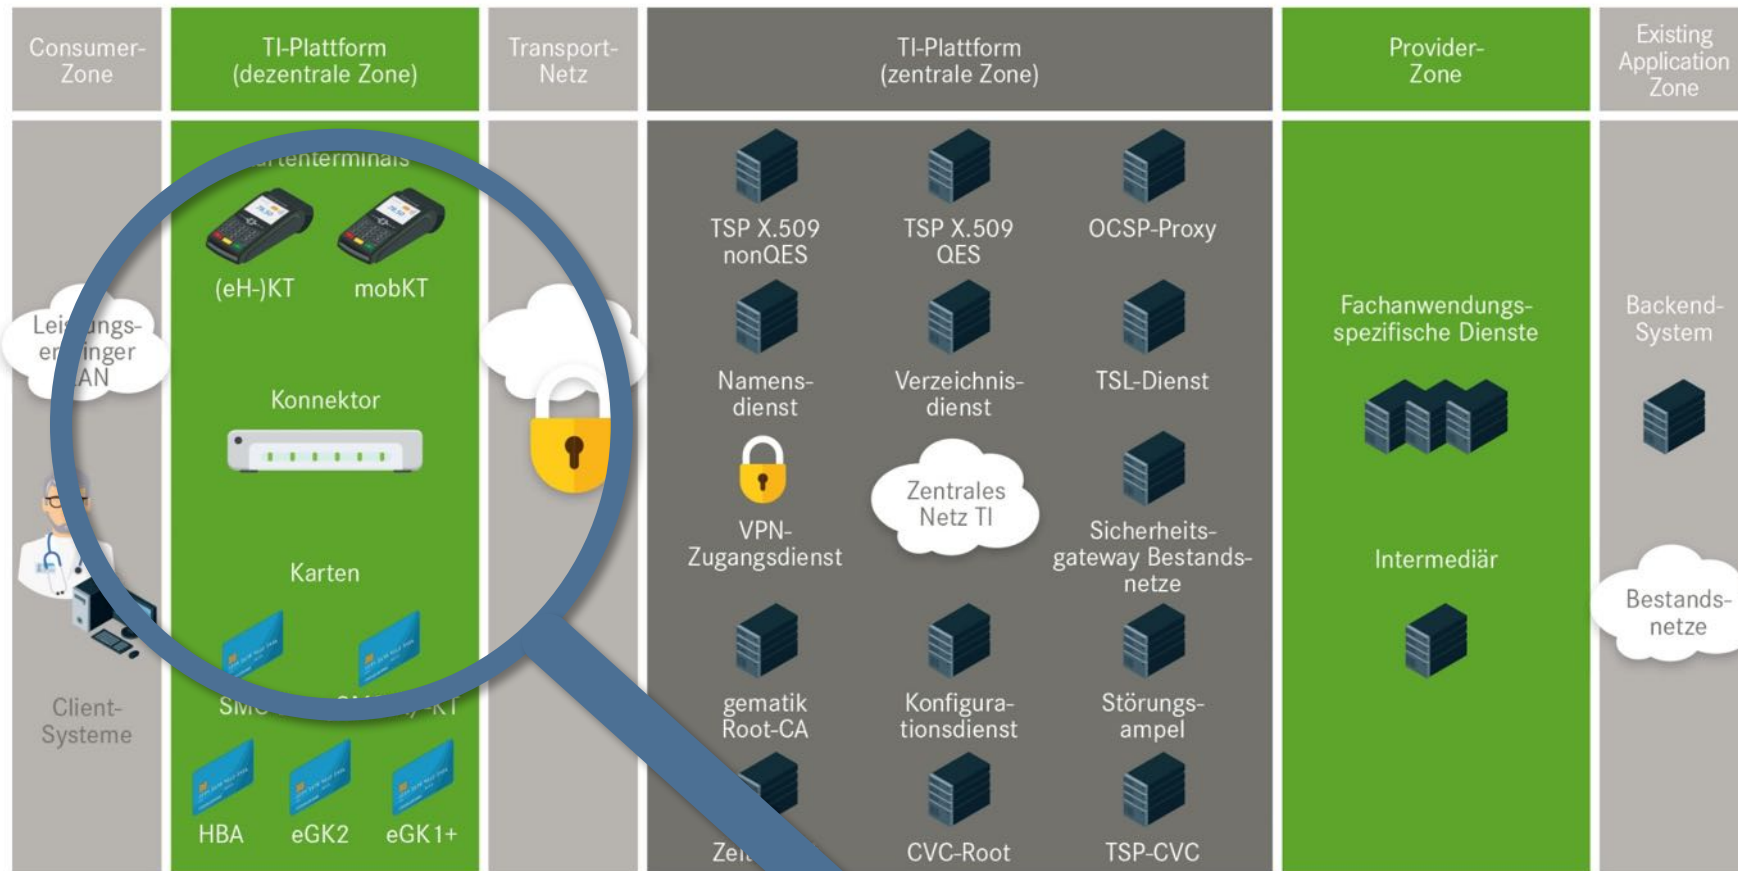 Consumer-
Zone
TI-Plattform
(dezentrale Zone)
Transport-
Netz
TI-Plattform
(zentrale Zone)
Provider-
Zone
Existing
Application
Zone
Leistungs-
LAN
Client-
Systeme
Kartenterminals
(eH-)KT
mobKT
Konnektor
Karten
HBA
eGK2
eGK1+
TSP X.509
nonQES
TSP X.509
QES
OCSP-Proxy
Namens-
dienst
Verzeichnis-
dienst
TSL-Dienst
VPN-
Zugangsdienst
Zentrales
Netz TI
Sicherheits-
gateway Bestands-
netze
gematik
Root-CA
Konfigura-
tionsdienst
Störungs-
ampel
CVC-Root
TSP-CVC
Fachanwendungs-
spezifische Dienste
Intermediär
Backend-
System
Bestands-
netze